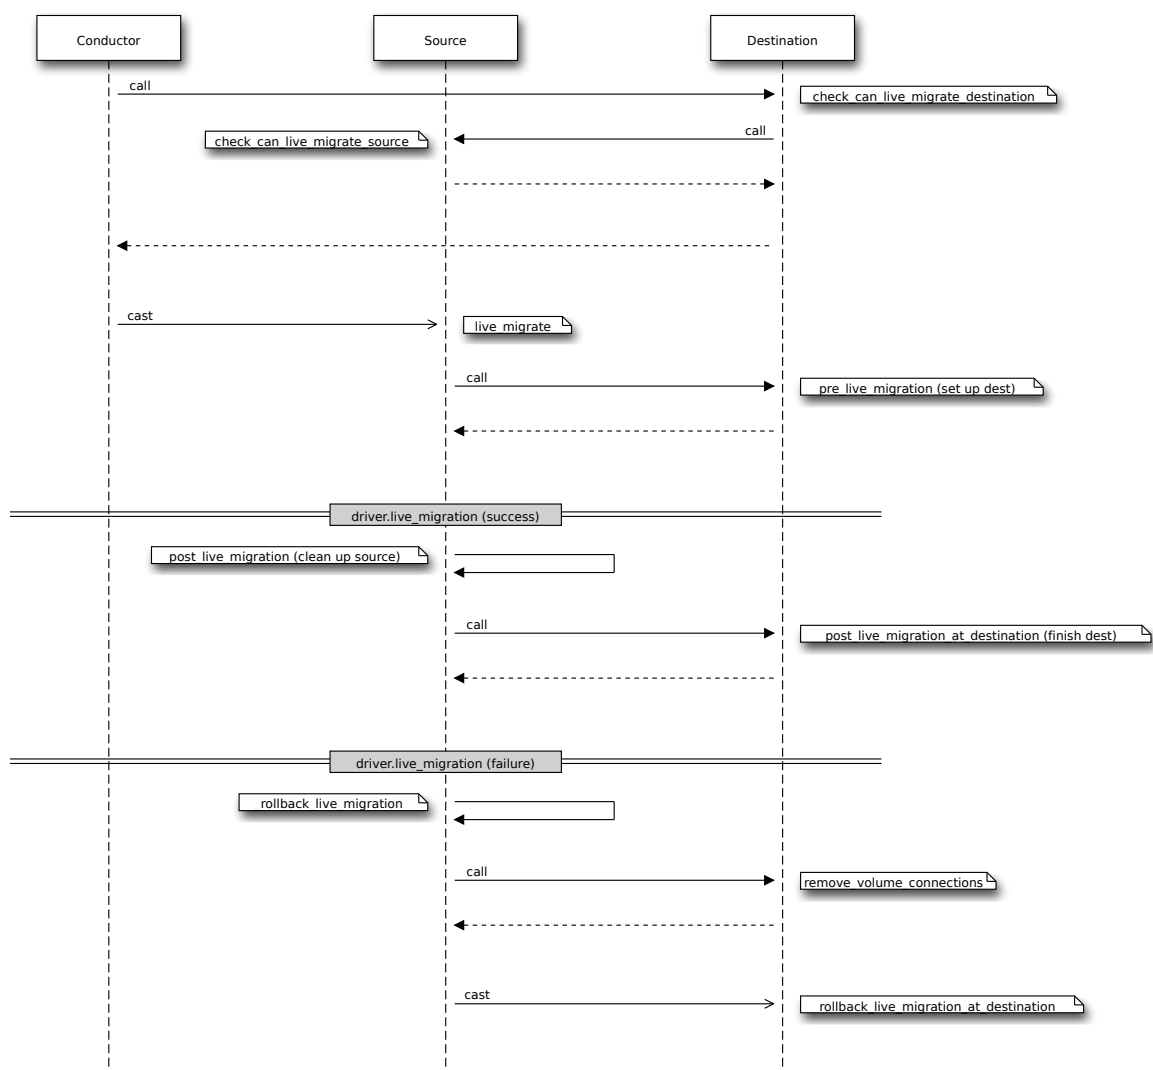 Conductor
Source
Destination
call
check_can_live_migrate_destination
call
check_can_live_migrate_source
cast
live_migrate
call
pre_live_migration (set up dest)
driver.live_migration (success)
post_live_migration (clean up source)
call
post_live_migration_at_destination (finish dest)
driver.live_migration (failure)
rollback_live_migration
call
remove_volume_connections
cast
rollback_live_migration_at_destination